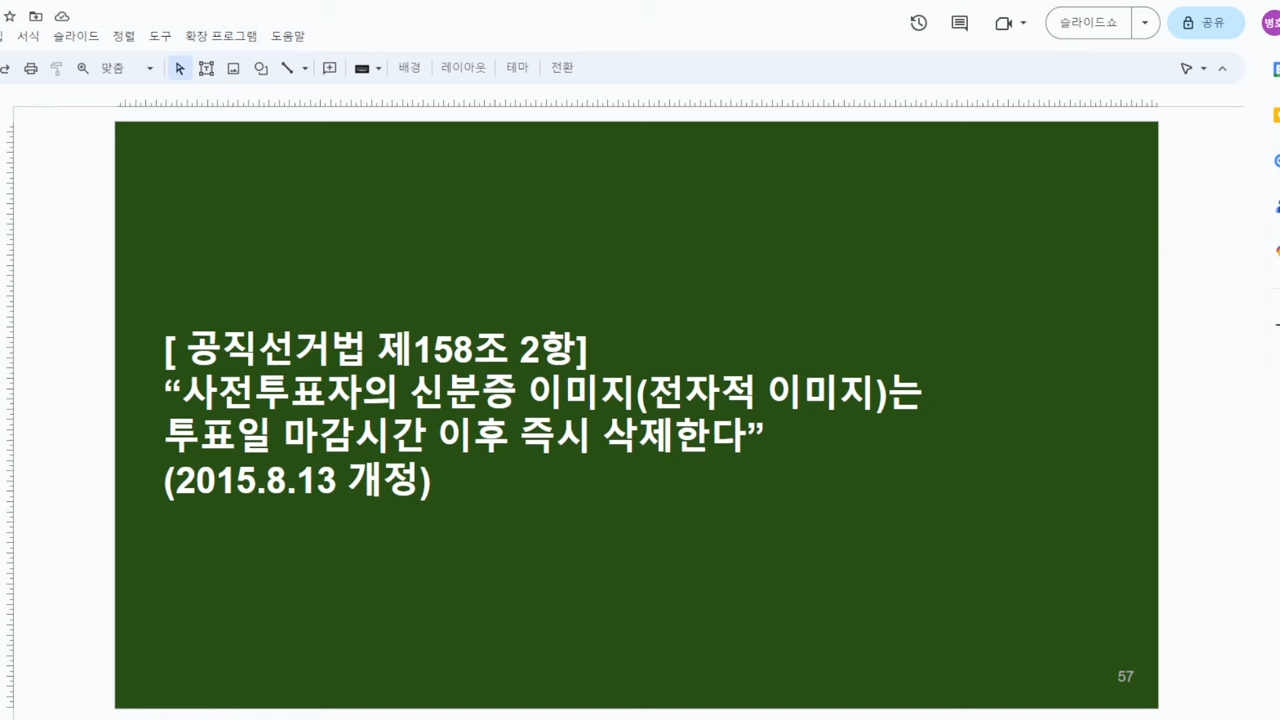 서식 슬라이드 정렬 도구 확장 프로그램 도움말
슬라이드쇼
공유
병호
맞춤
배경 레이아웃 테마 전환
[ 공직선거법 제158조 2항]
“사전투표자의 신분증 이미지(전자적 이미지)는
투표일 마감시간 이후 즉시 삭제한다”
(2015.8.13 개정)
57